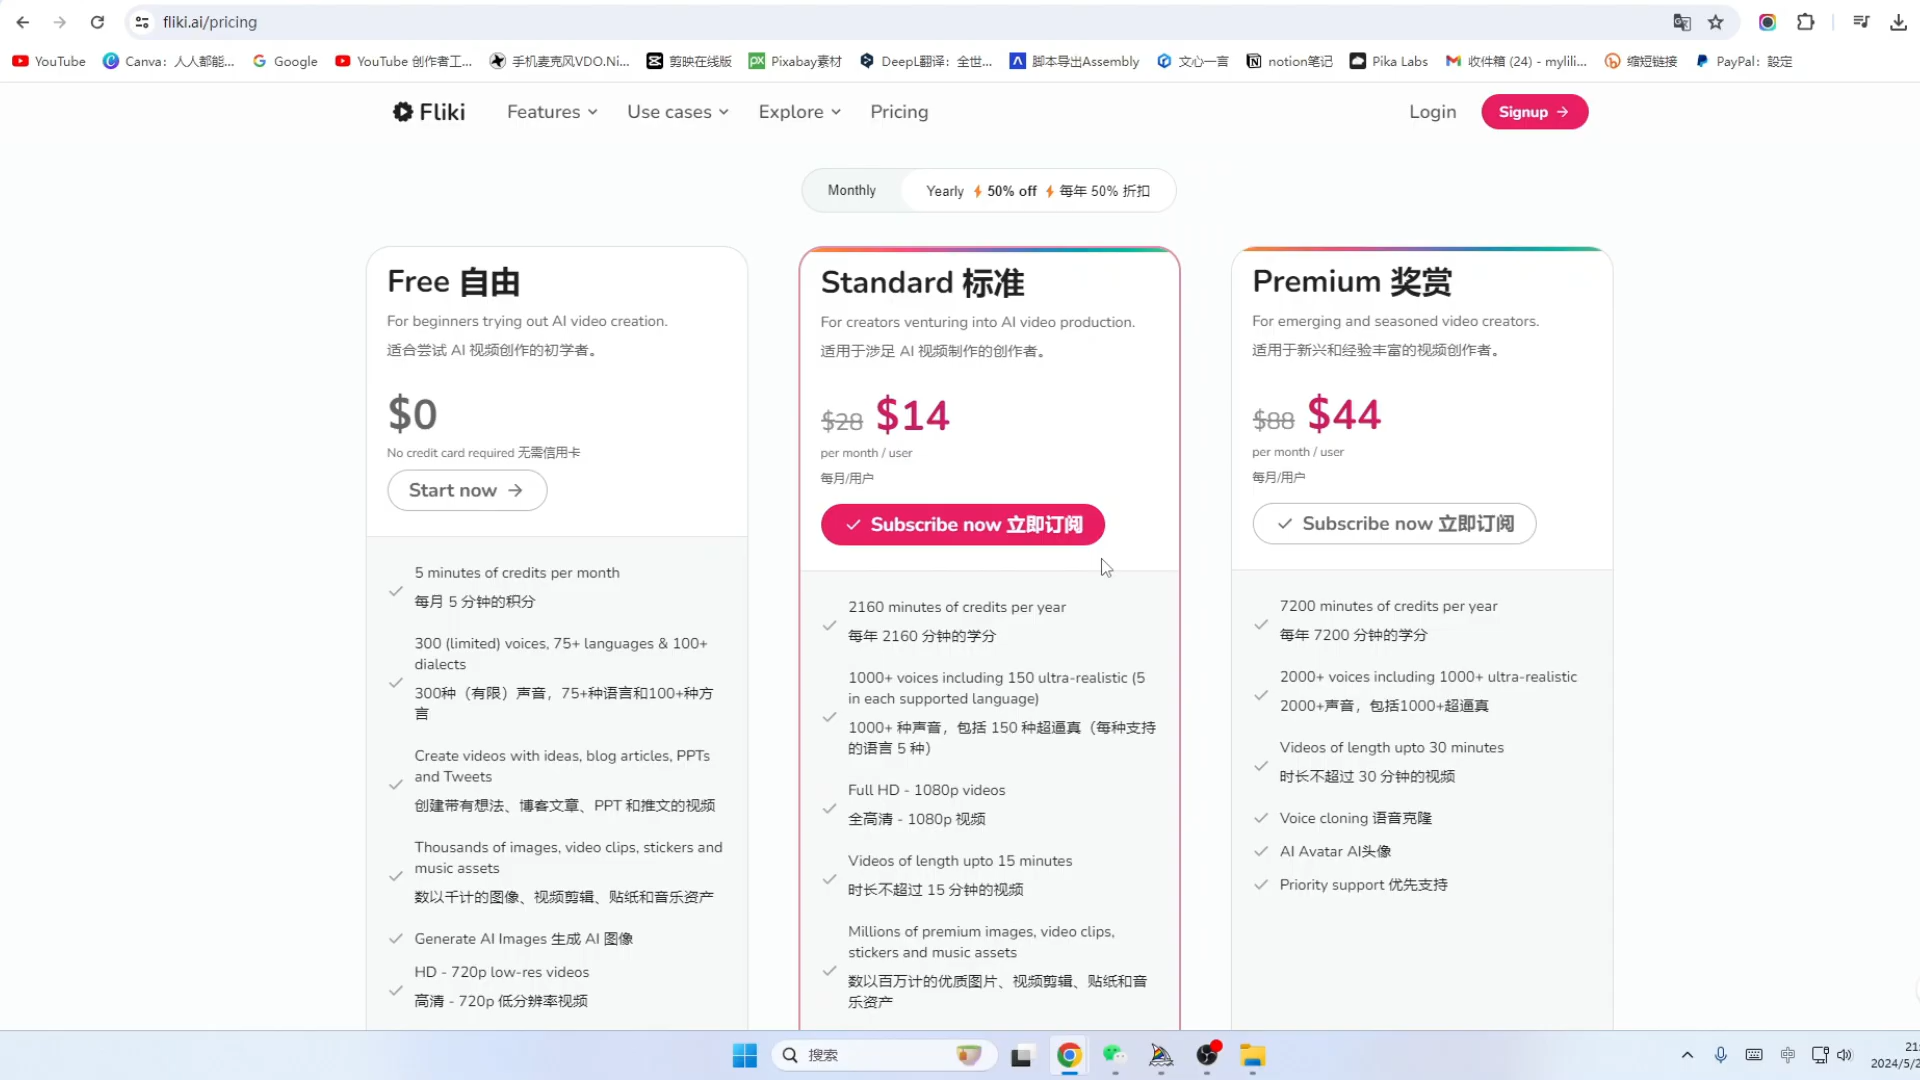 fliki.ai/pricing
YouTube
Canva：人人都能...
Google
YouTube 创作者工...
手机麦克风VDO.Ni...
剪映在线版
Pixabay素材
DeepL翻译：全世...
脚本导出Assembly
文心一言
notion笔记
Pika Labs
收件箱 (24) - mylili...
缩短链接
PayPal：設定
Fliki
Features
Use cases
Explore
Pricing
Login
Signup →
Monthly
Yearly 50% off 每年 50% 折扣
Free 自由
For beginners trying out AI video creation.
适合尝试 AI 视频创作的初学者。
$0
No credit card required 无需信用卡
Start now →
5 minutes of credits per month
每月 5 分钟的积分
300 (limited) voices, 75+ languages & 100+
dialects
300种（有限）声音，75+种语言和100+种方
言
Create videos with ideas, blog articles, PPTs
and Tweets
创建带有想法、博客文章、PPT 和推文的视频
Thousands of images, video clips, stickers and
music assets
数以千计的图像、视频剪辑、贴纸和音乐资产
Generate AI Images 生成 AI 图像
HD - 720p low-res videos
高清 - 720p 低分辨率视频
Standard 标准
For creators venturing into AI video production.
适用于涉足 AI 视频制作的创作者。
$28 $14
per month / user
每月/用户
Subscribe now 立即订阅
2160 minutes of credits per year
每年 2160 分钟的学分
1000+ voices including 150 ultra-realistic (5
in each supported language)
1000+ 种声音，包括 150 种超逼真（每种支持
的语言 5 种）
Full HD - 1080p videos
全高清 - 1080p 视频
Videos of length upto 15 minutes
时长不超过 15 分钟的视频
Millions of premium images, video clips,
stickers and music assets
数以百万计的优质图片、视频剪辑、贴纸和音
乐资产
Premium 奖赏
For emerging and seasoned video creators.
适用于新兴和经验丰富的视频创作者。
$88 $44
per month / user
每月/用户
Subscribe now 立即订阅
7200 minutes of credits per year
每年 7200 分钟的学分
2000+ voices including 1000+ ultra-realistic
2000+声音，包括1000+超逼真
Videos of length upto 30 minutes
时长不超过 30 分钟的视频
Voice cloning 语音克隆
AI Avatar AI头像
Priority support 优先支持
搜索
中
21:
2024/5/2